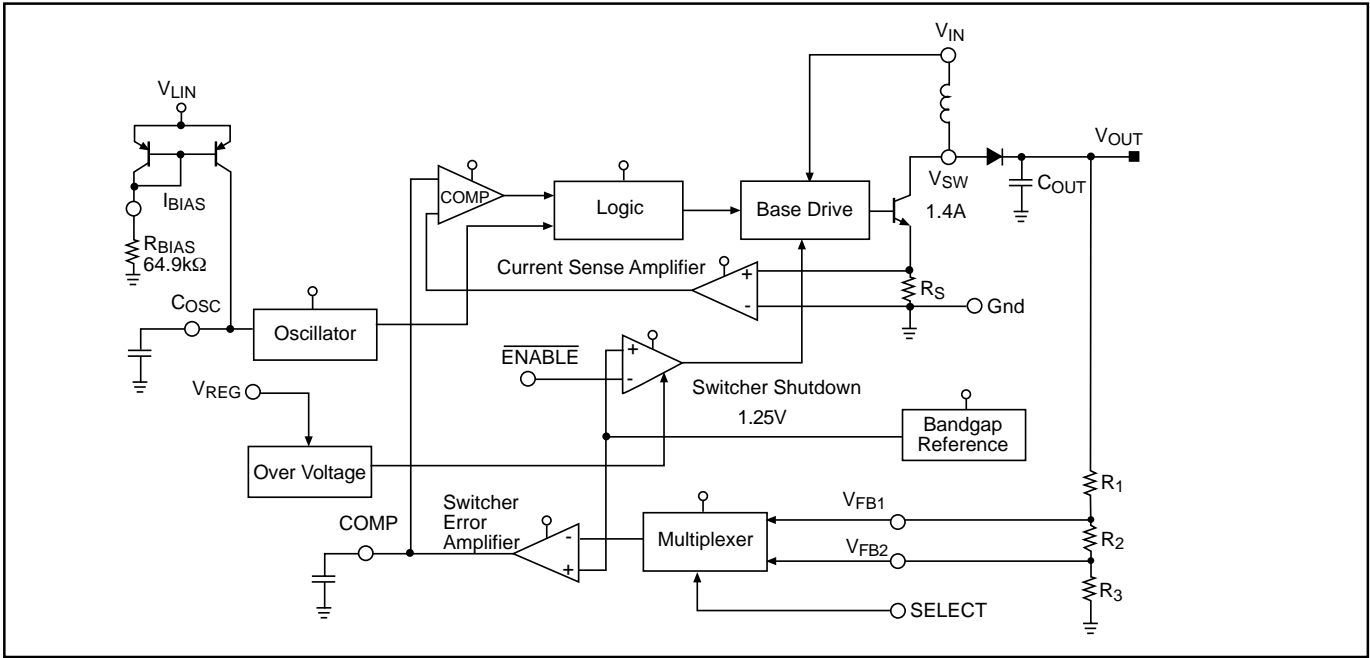 VIN
VLIN
VOUT
VSW
COUT
1.4A
COMP
Logic
Base Drive
IBIAS
RBIAS
64.9kΩ
Current Sense Amplifier
+
-
RS
Gnd
COSC
Oscillator
ENABLE
+
-
Switcher Shutdown
1.25V
VREG
Bandgap
Reference
Over Voltage
R1
Switcher
Error
Amplifier
COMP
-
+
Multiplexer
VFB1
R2
VFB2
R3
SELECT